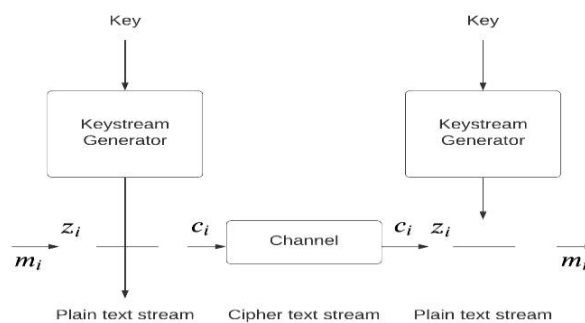 Key Key
Keystream Generator Keystream Generator
m_i z_i c_i Channel c_i z_i m_i
Plain text stream Cipher text stream Plain text stream